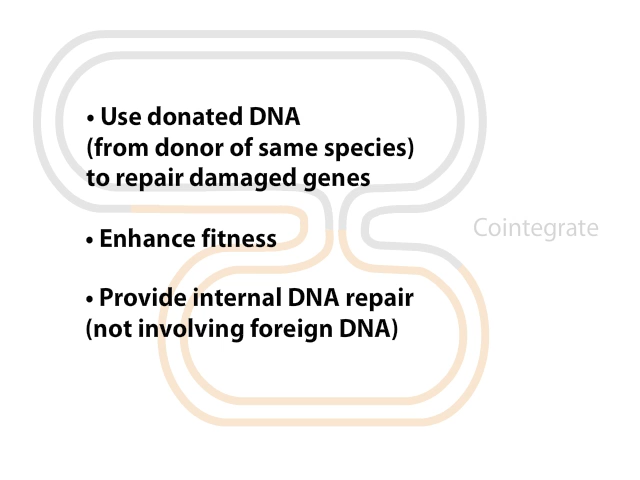 • Use donated DNA
(from donor of same species)
to repair damaged genes
Cointegrate
• Enhance fitness
• Provide internal DNA repair
(not involving foreign DNA)